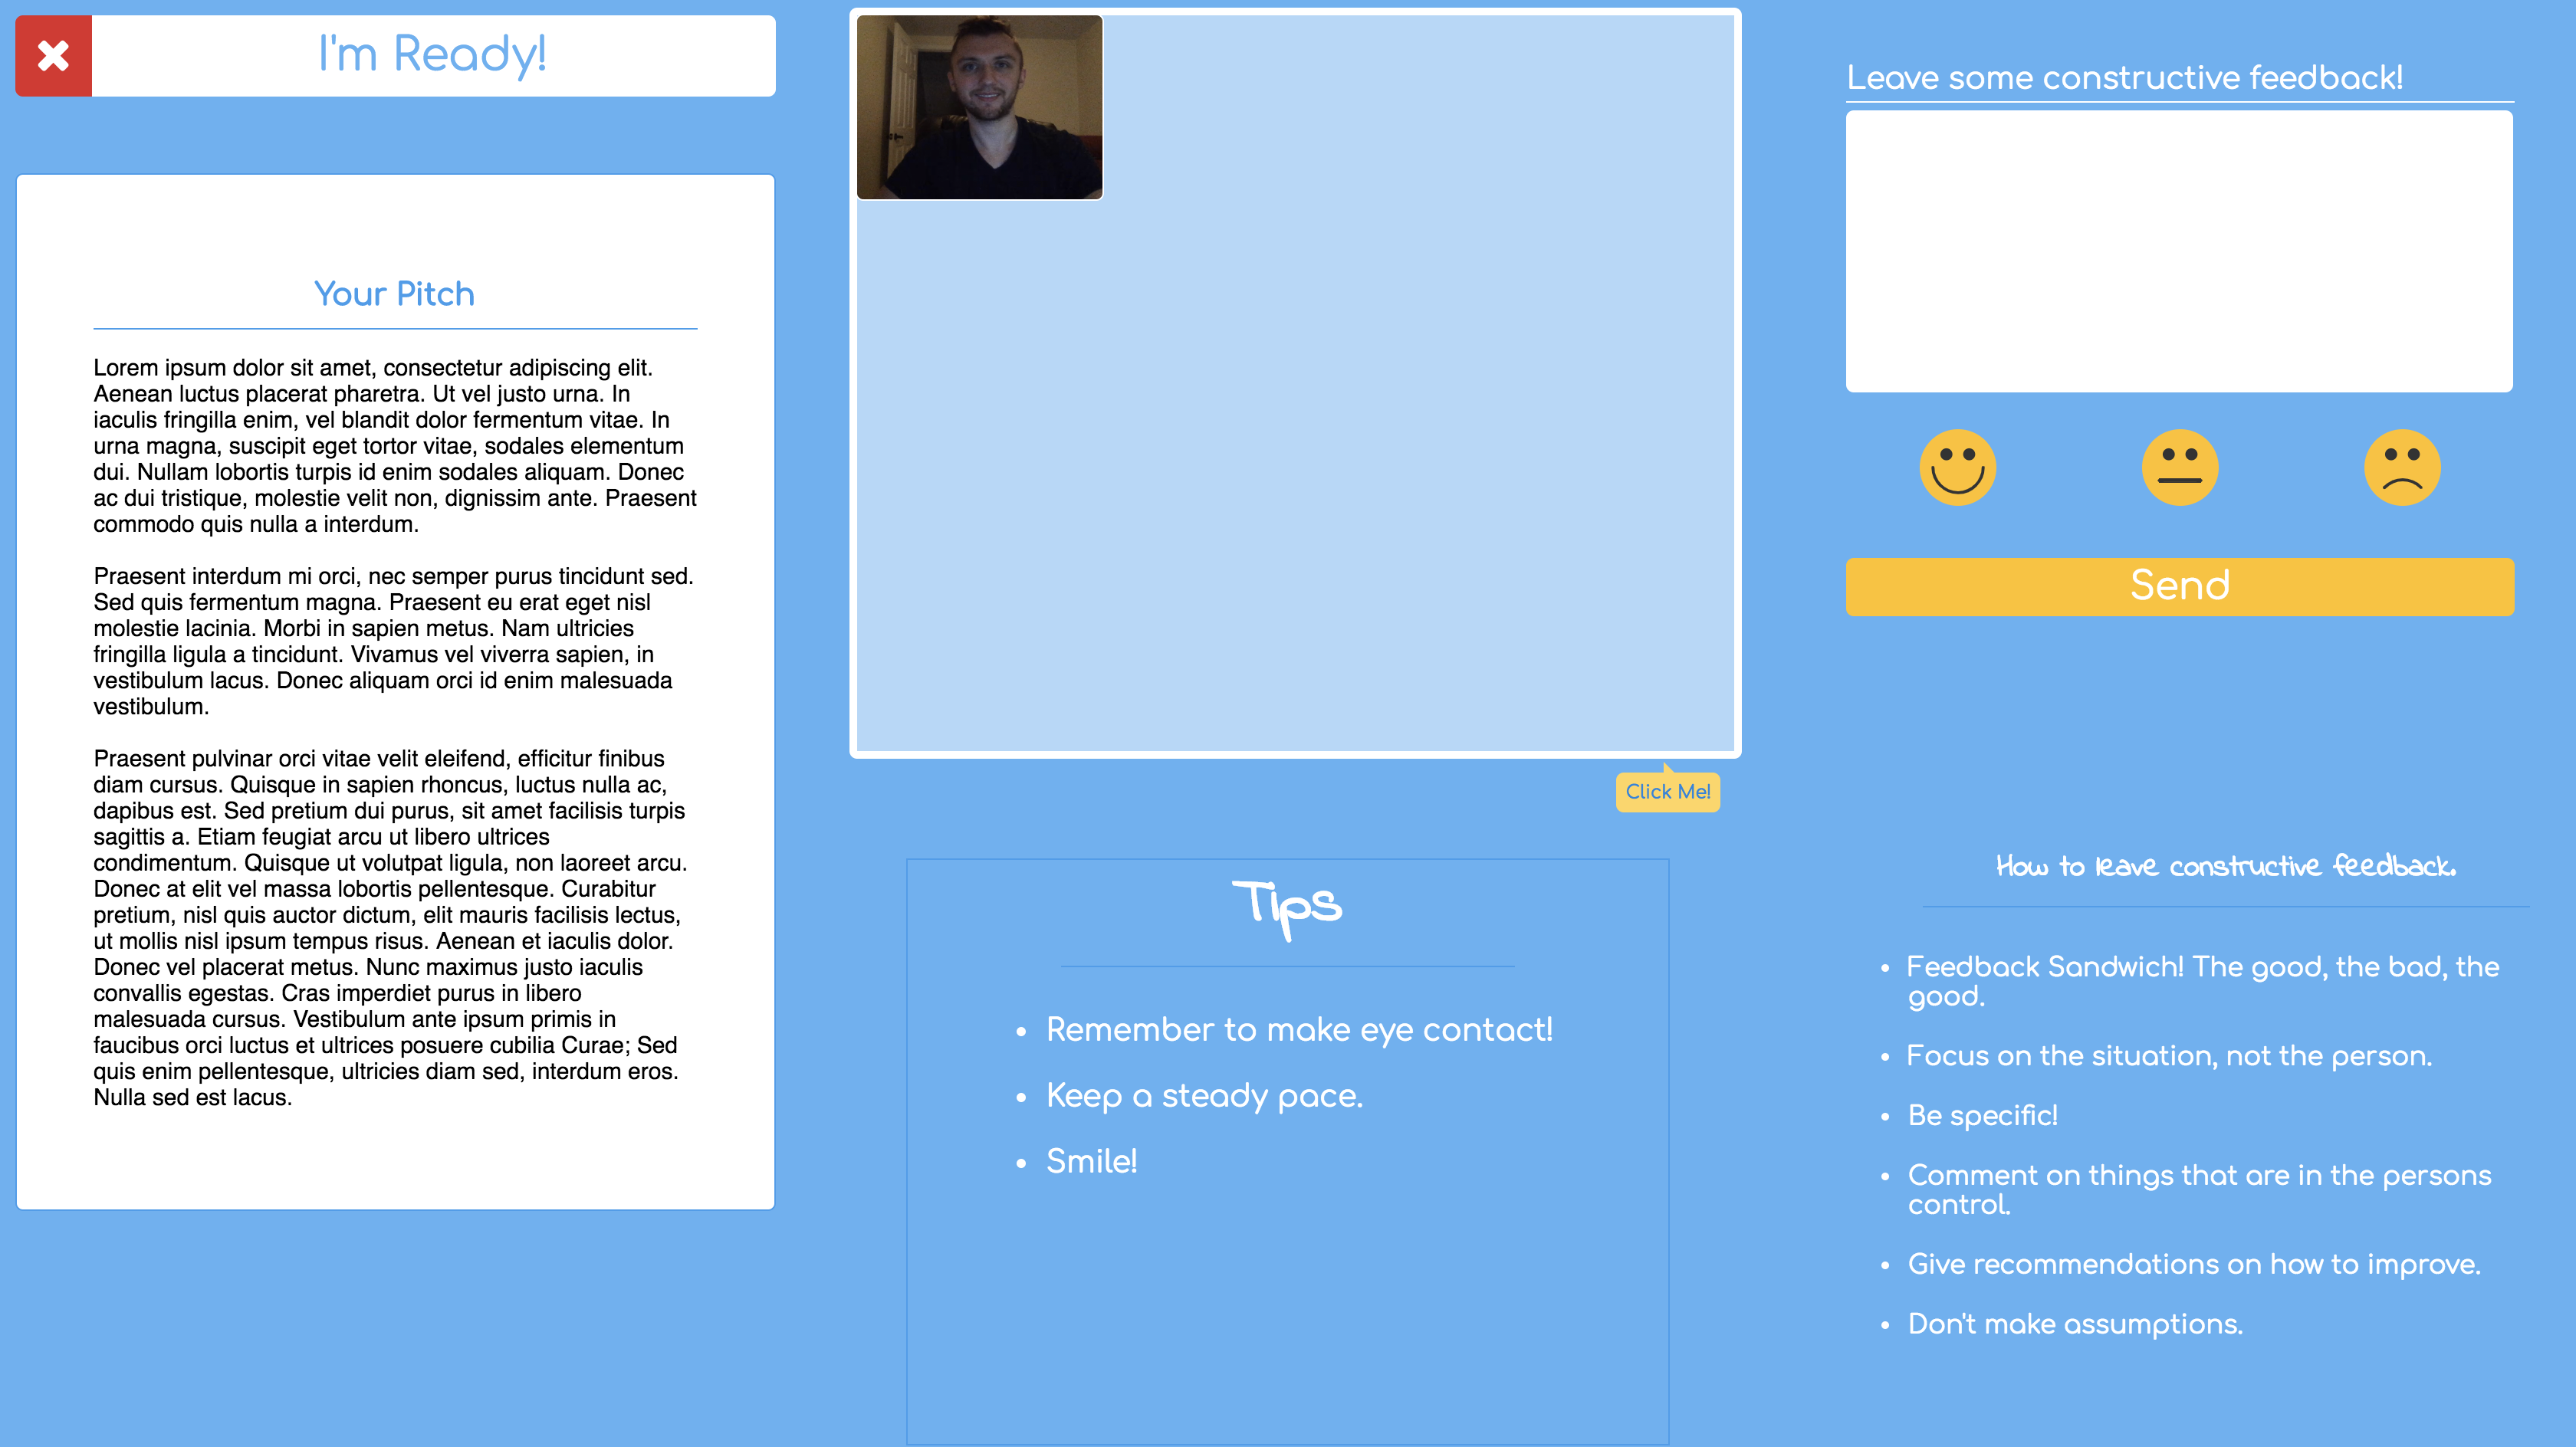 I'm Ready!
Your Pitch
Lorem ipsum dolor sit amet, consectetur adipiscing elit.
Aenean luctus placerat pharetra. Ut vel justo urna. In
iaculis fringilla enim, vel blandit dolor fermentum vitae. In
urna magna, suscipit eget tortor vitae, sodales elementum
dui. Nullam lobortis turpis id enim sodales aliquam. Donec
ac dui tristique, molestie velit non, dignissim ante. Praesent
commodo quis nulla a interdum.
Praesent interdum mi orci, nec semper purus tincidunt sed.
Sed quis fermentum magna. Praesent eu erat eget nisl
molestie lacinia. Morbi in sapien metus. Nam ultricies
fringilla ligula a tincidunt. Vivamus vel viverra sapien, in
vestibulum lacus. Donec aliquam orci id enim malesuada
vestibulum.
Praesent pulvinar orci vitae velit eleifend, efficitur finibus
diam cursus. Quisque in sapien rhoncus, luctus nulla ac,
dapibus est. Sed pretium dui purus, sit amet facilisis turpis
sagittis a. Etiam feugiat arcu ut libero ultrices
condimentum. Quisque ut volutpat ligula, non laoreet arcu.
Donec at elit vel massa lobortis pellentesque. Curabitur
pretium, nisl quis auctor dictum, elit mauris facilisis lectus,
ut mollis nisl ipsum tempus risus. Aenean et iaculis dolor.
Donec vel placerat metus. Nunc maximus justo iaculis
convallis egestas. Cras imperdiet purus in libero
malesuada cursus. Vestibulum ante ipsum primis in
faucibus orci luctus et ultrices posuere cubilia Curae; Sed
quis enim pellentesque, ultricies diam sed, interdum eros.
Nulla sed est lacus.
Click Me!
Tips
• Remember to make eye contact!
• Keep a steady pace.
• Smile!
Leave some constructive feedback!
Send
How to leave constructive feedback.
• Feedback Sandwich! The good, the bad, the
good.
• Focus on the situation, not the person.
• Be specific!
• Comment on things that are in the persons
control.
• Give recommendations on how to improve.
• Don't make assumptions.